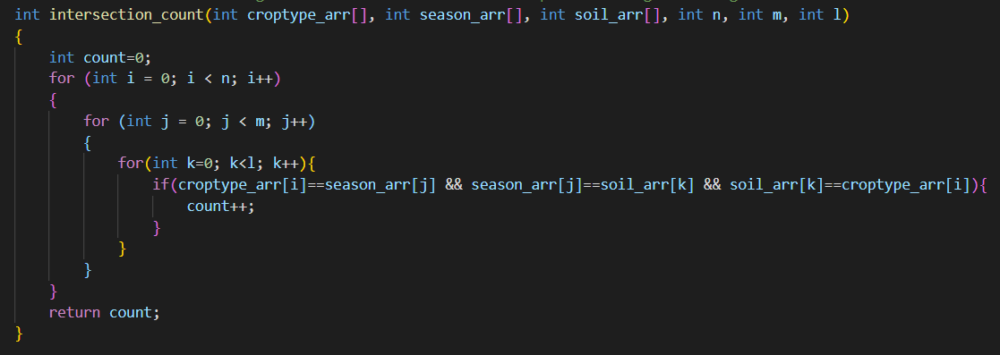 int intersection_count(int croptype_arr[], int season_arr[], int soil_arr[], int n, int m, int l)
{
    int count=0;
    for (int i = 0; i < n; i++)
    {
        for (int j = 0; j < m; j++)
        {
            for(int k=0; k<l; k++){
                if(croptype_arr[i]==season_arr[j] && season_arr[j]==soil_arr[k] && soil_arr[k]==croptype_arr[i]){
                    count++;
                }
            }
        }
    }
    return count;
}